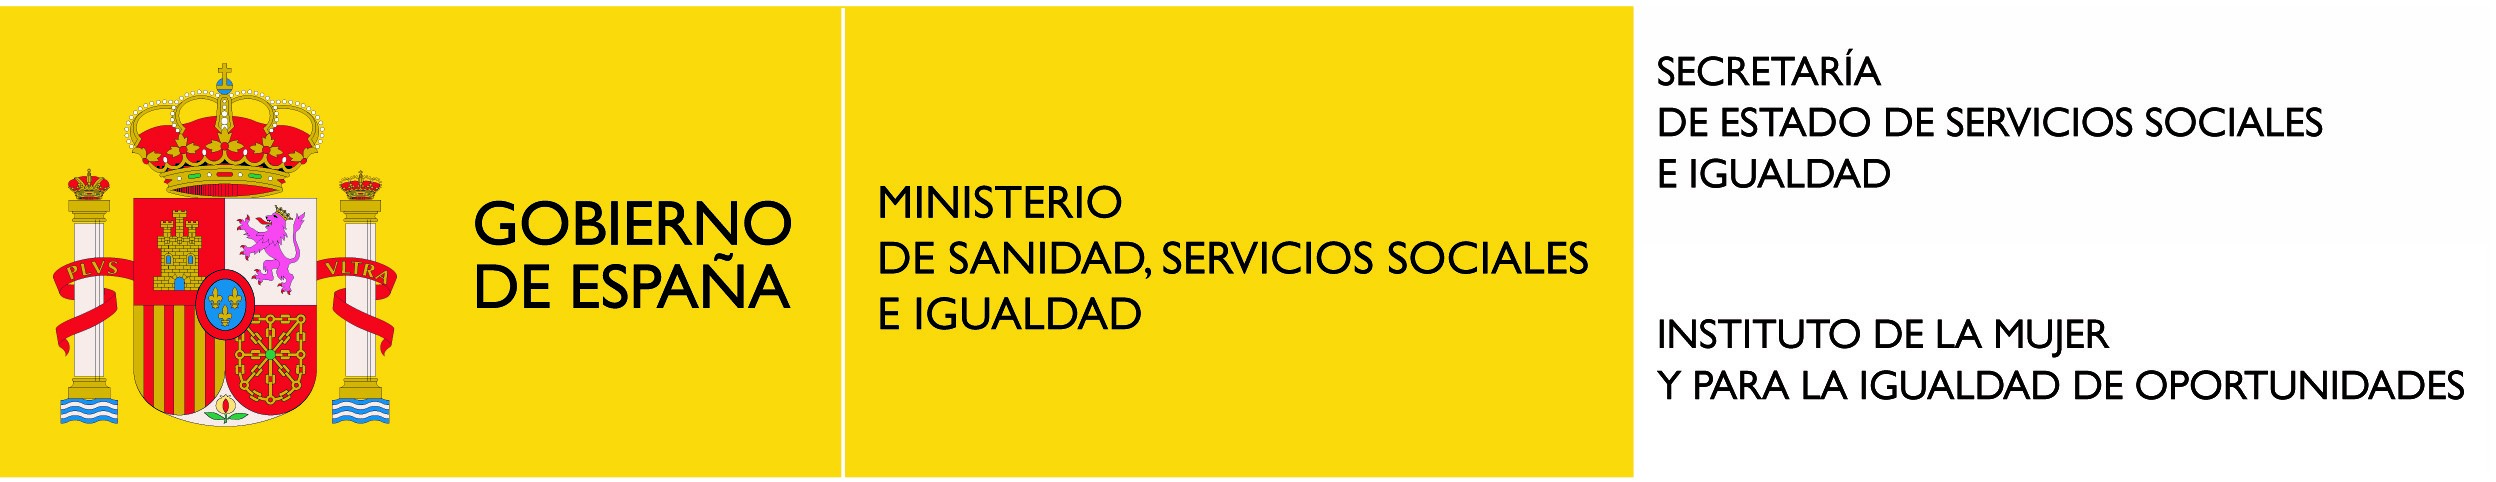 PLVS
VLTRA
GOBIERNO
DE ESPAÑA
MINISTERIO
DE SANIDAD, SERVICIOS SOCIALES
E IGUALDAD
SECRETARÍA
DE ESTADO DE SERVICIOS SOCIALES
E IGUALDAD
INSTITUTO DE LA MUJER
Y PARA LA IGUALDAD DE OPORTUNIDADES